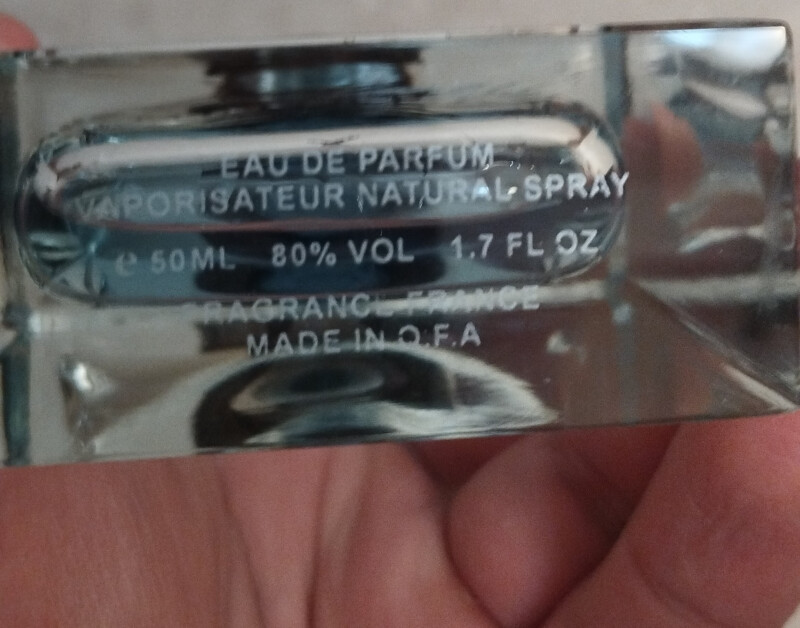 EAU DE PARFUM
VAPORISATEUR NATURAL SPRAY
e 50ML 80% VOL 1.7 FL OZ
FRAGRANCE FRANCE
MADE IN O.F.A